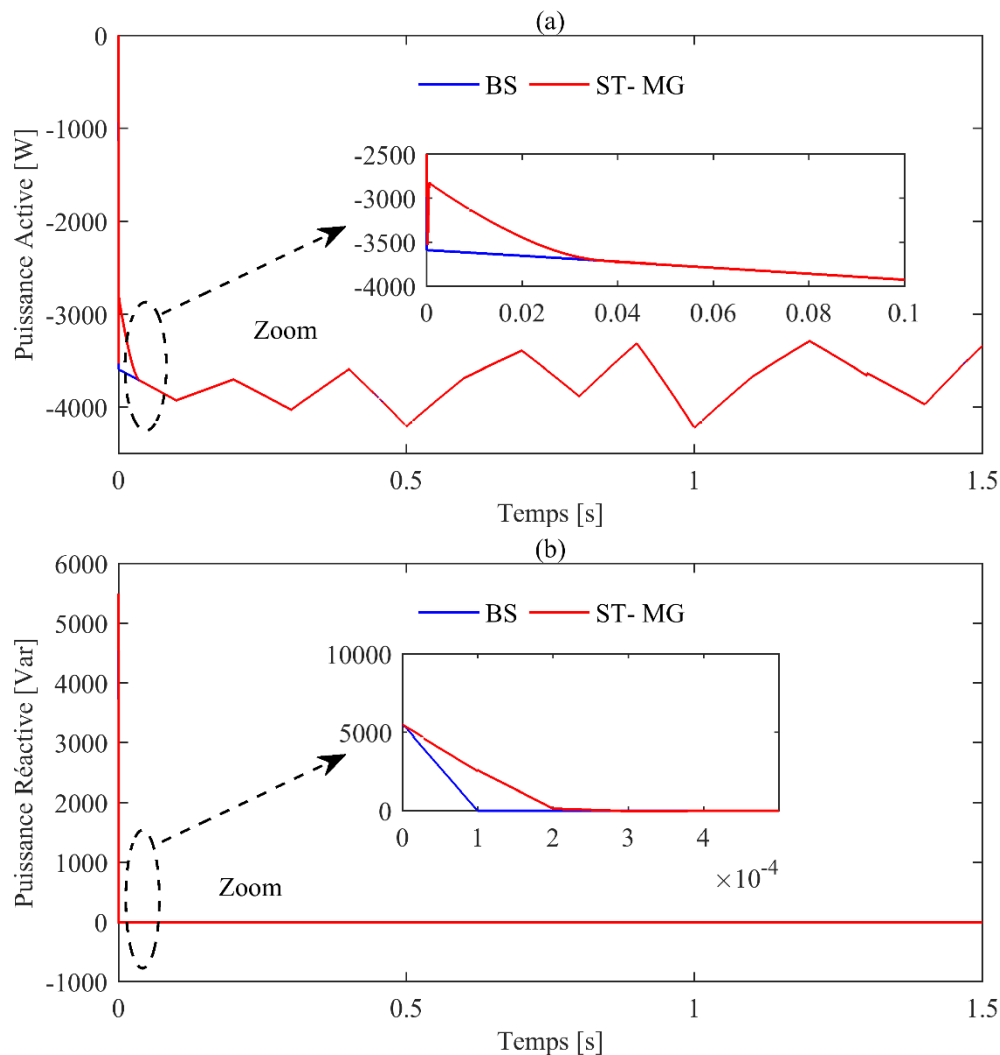 (a)
BS ST- MG
Puissance Active [W]
0
-1000
-2000
-3000
-4000
-2500
-3000
-3500
-4000
0 0.02 0.04 0.06 0.08 0.1
Zoom
0 0.5 1 1.5
Temps [s]
(b)
BS ST- MG
Puissance Réactive [Var]
6000
5000
4000
3000
2000
1000
0
-1000
10000
5000
0
0 1 2 3 4
×10-4
Zoom
0 0.5 1 1.5
Temps [s]